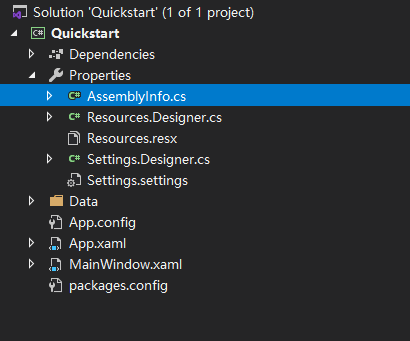 Solution 'Quickstart' (1 of 1 project)
C# Quickstart
Dependencies
Properties
C# AssemblyInfo.cs
C# Resources.Designer.cs
Resources.resx
C# Settings.Designer.cs
Settings.settings
Data
App.config
App.xaml
MainWindow.xaml
packages.config